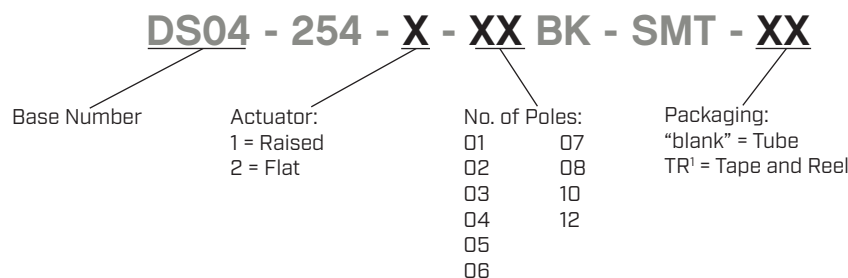 DS04 - 254 - X - XX BK - SMT - XX
Base Number
Actuator:
1 = Raised
2 = Flat
No. of Poles:
01 07
02 08
03 10
04 12
05
06
Packaging:
“blank” = Tube
TR¹ = Tape and Reel